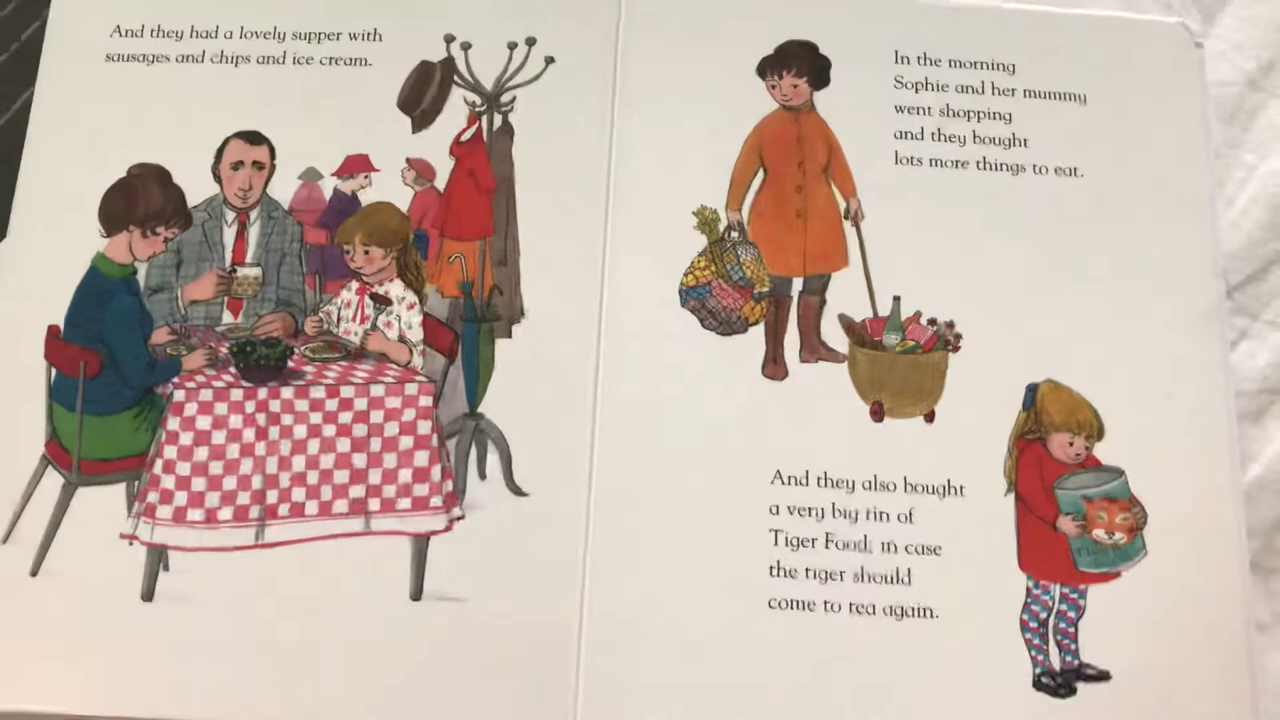 And they had a lovely supper with
sausages and chips and ice cream.
In the morning
Sophie and her mummy
went shopping
and they bought
lots more things to eat.
And they also bought
a very big tin of
Tiger Food, in case
the tiger should
come to tea again.